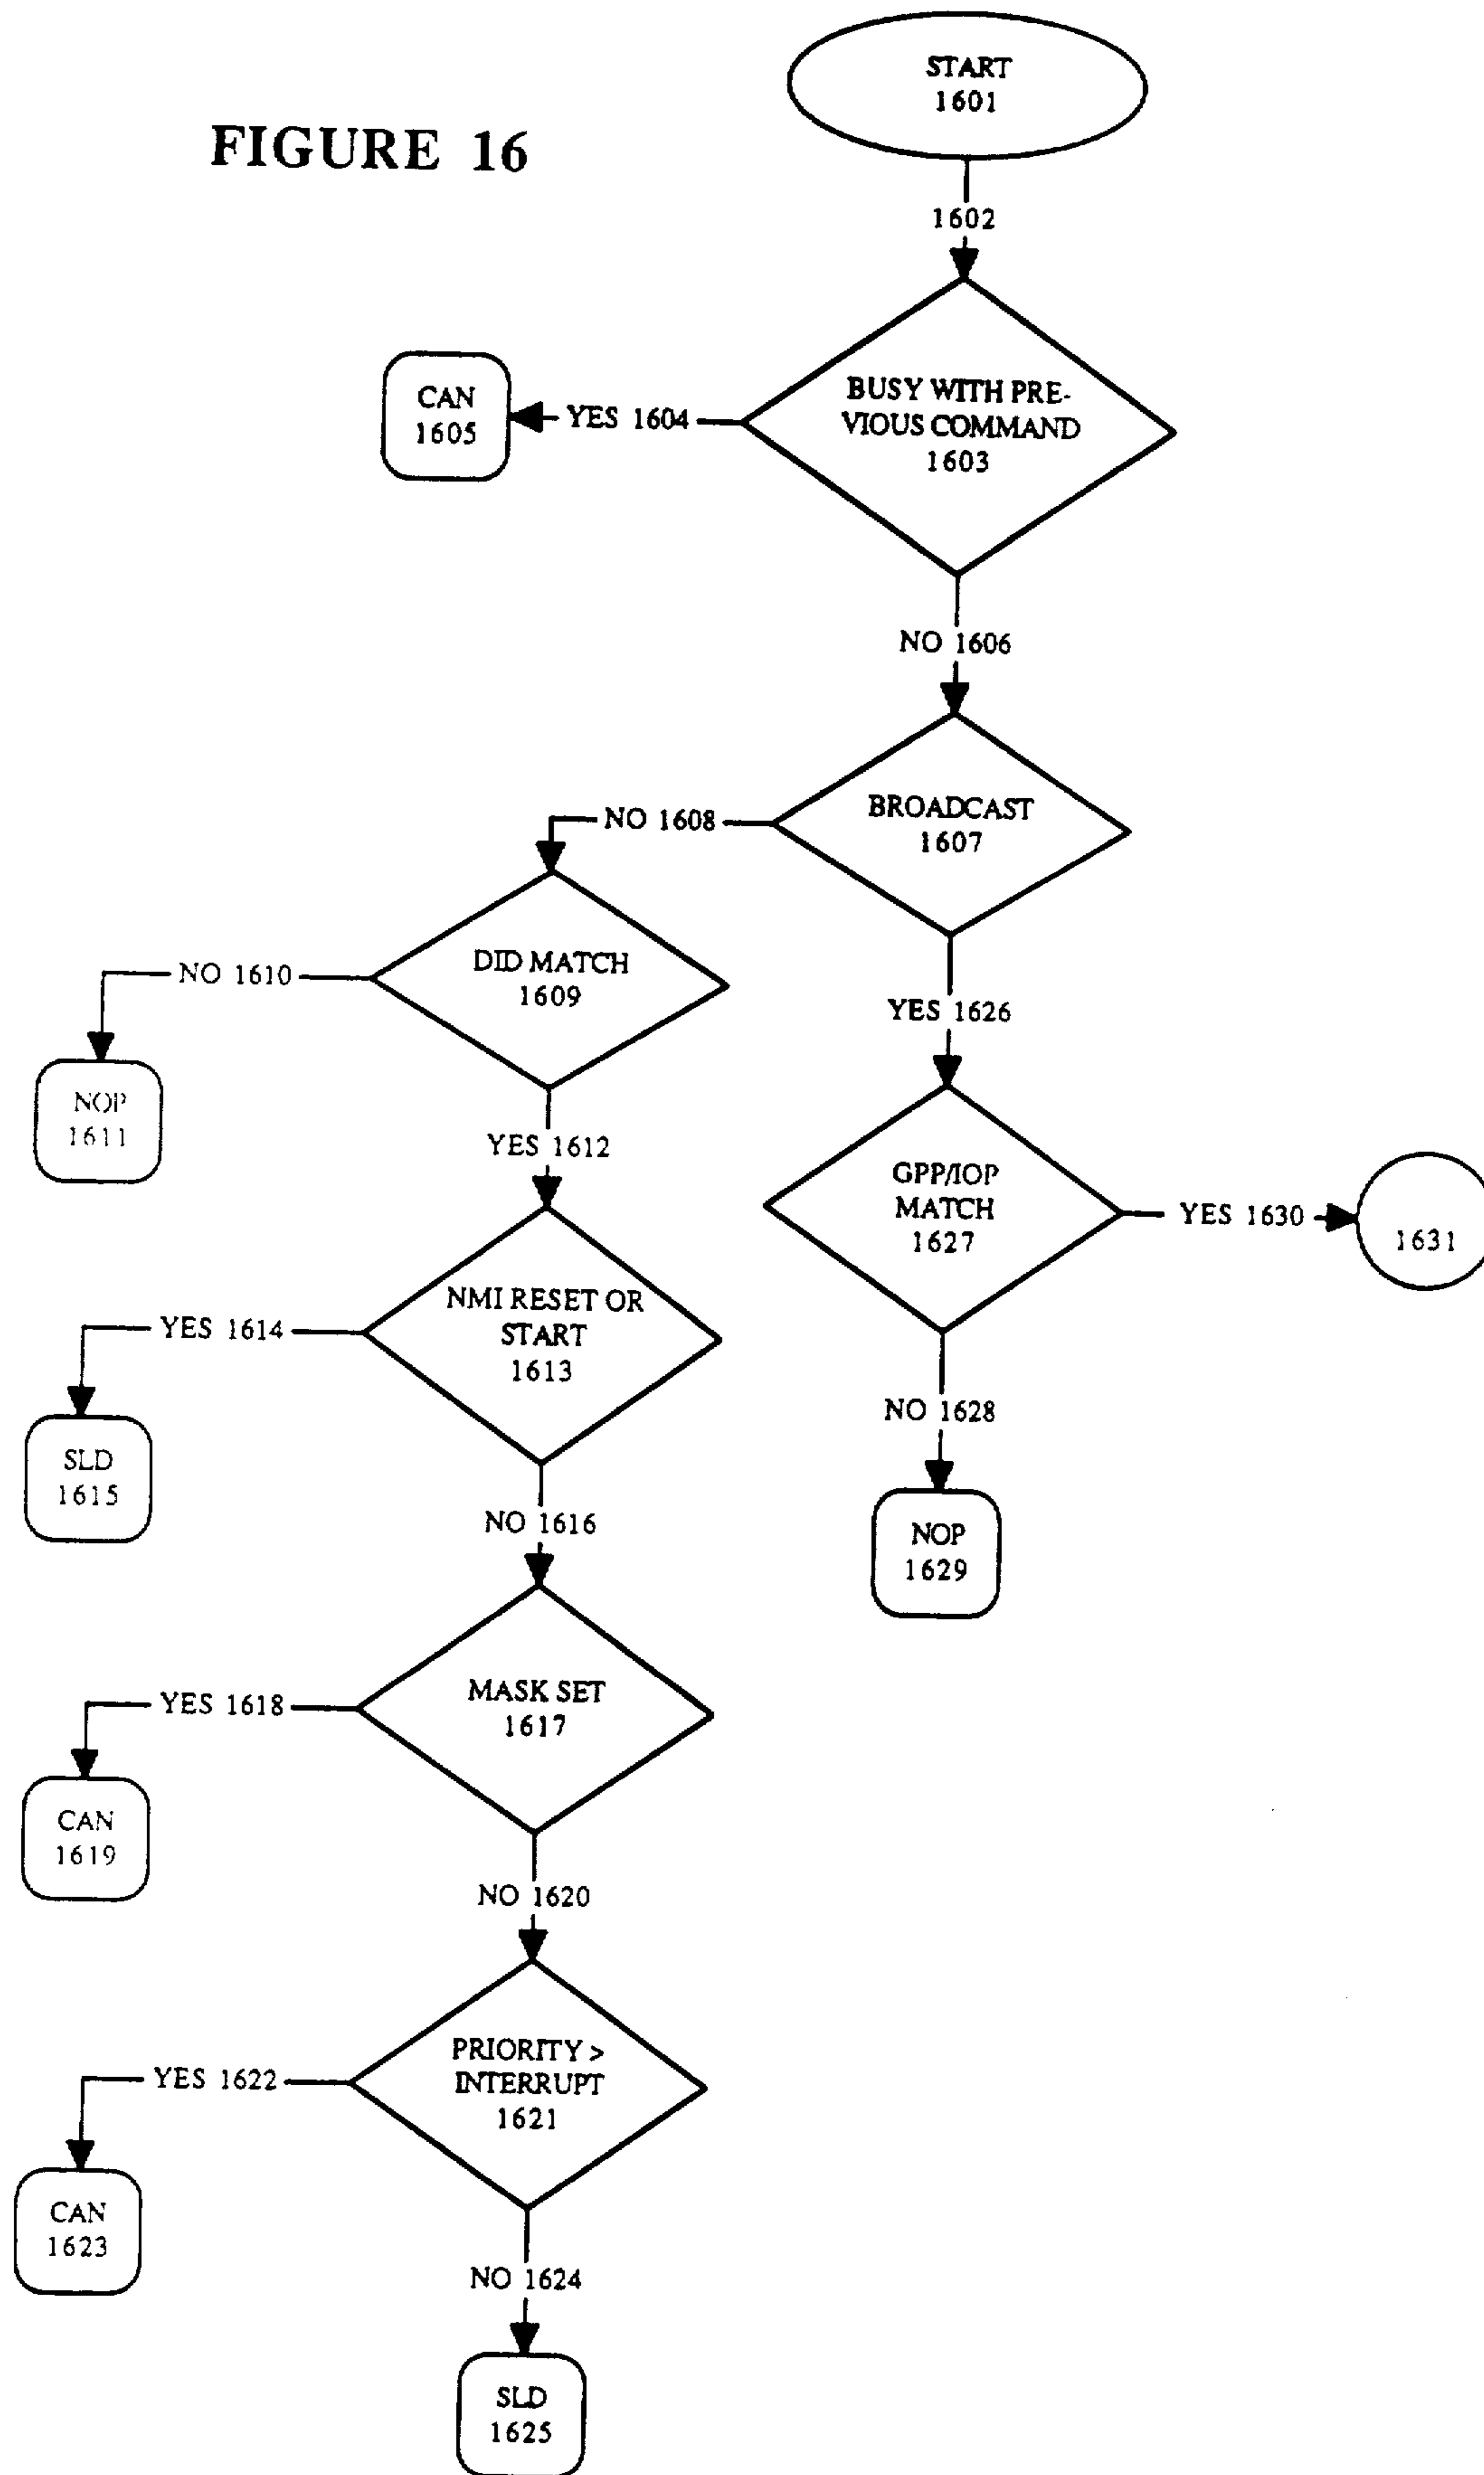 FIGURE 16
START
1601
1602
BUSY WITH PRE-
VIOUS COMMAND
1603
YES 1604
CAN
1605
NO 1606
BROADCAST
1607
NO 1608
DID MATCH
1609
NO 1610
NOP
1611
YES 1612
NMI RESET OR
START
1613
YES 1614
SLD
1615
NO 1616
MASK SET
1617
YES 1618
CAN
1619
NO 1620
PRIORITY >
INTERRUPT
1621
YES 1622
CAN
1623
NO 1624
SLD
1625
YES 1626
GPP/IOP
MATCH
1627
NO 1628
NOP
1629
YES 1630
1631